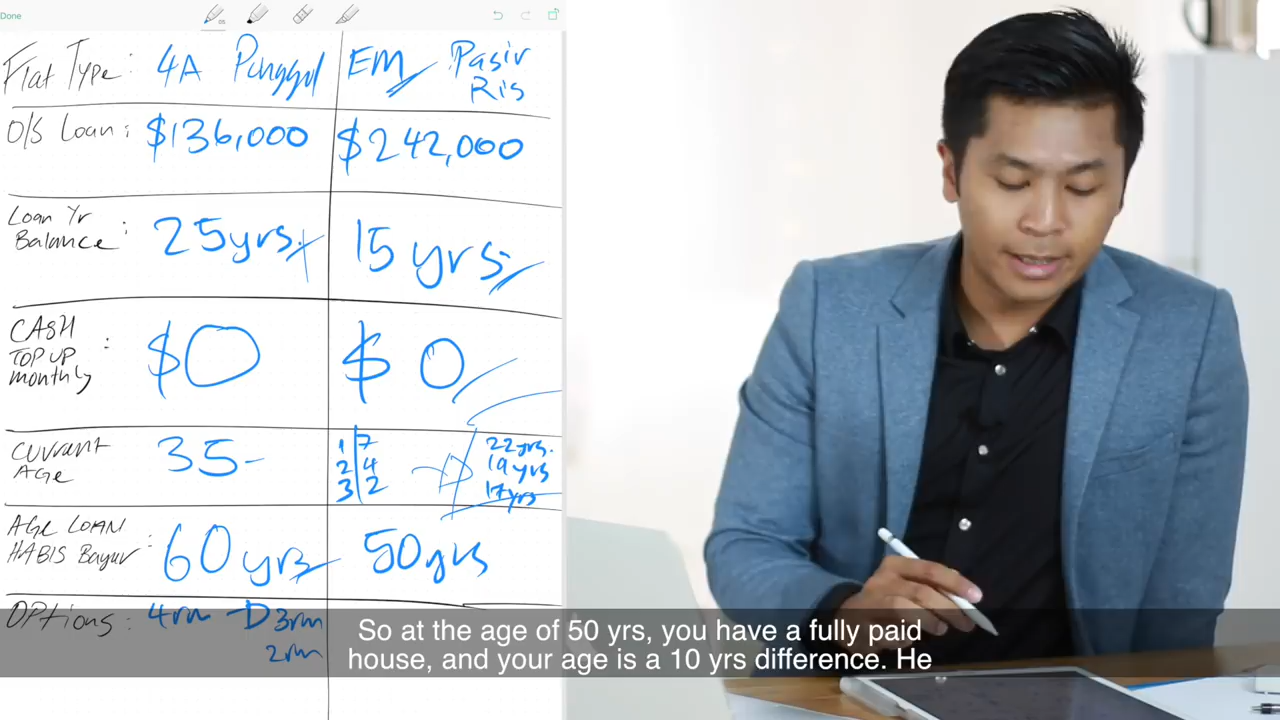 Done
Flat Type: 4A Punggol EM Pasir Ris
O/S Loan: $136,000 $242,000
Loan Yr Balance: 25yrs. 15 yrs
CASH TOP UP monthly: $0 $0
Current Age 35- 1 7 22yrs.
2 4 19yrs
3 2 17yrs
AGE LOAN HABIS Bayar: 60 yrs 50yrs
OPtions: 4rm 3rm
2rm
So at the age of 50 yrs, you have a fully paid
house, and your age is a 10 yrs difference. He